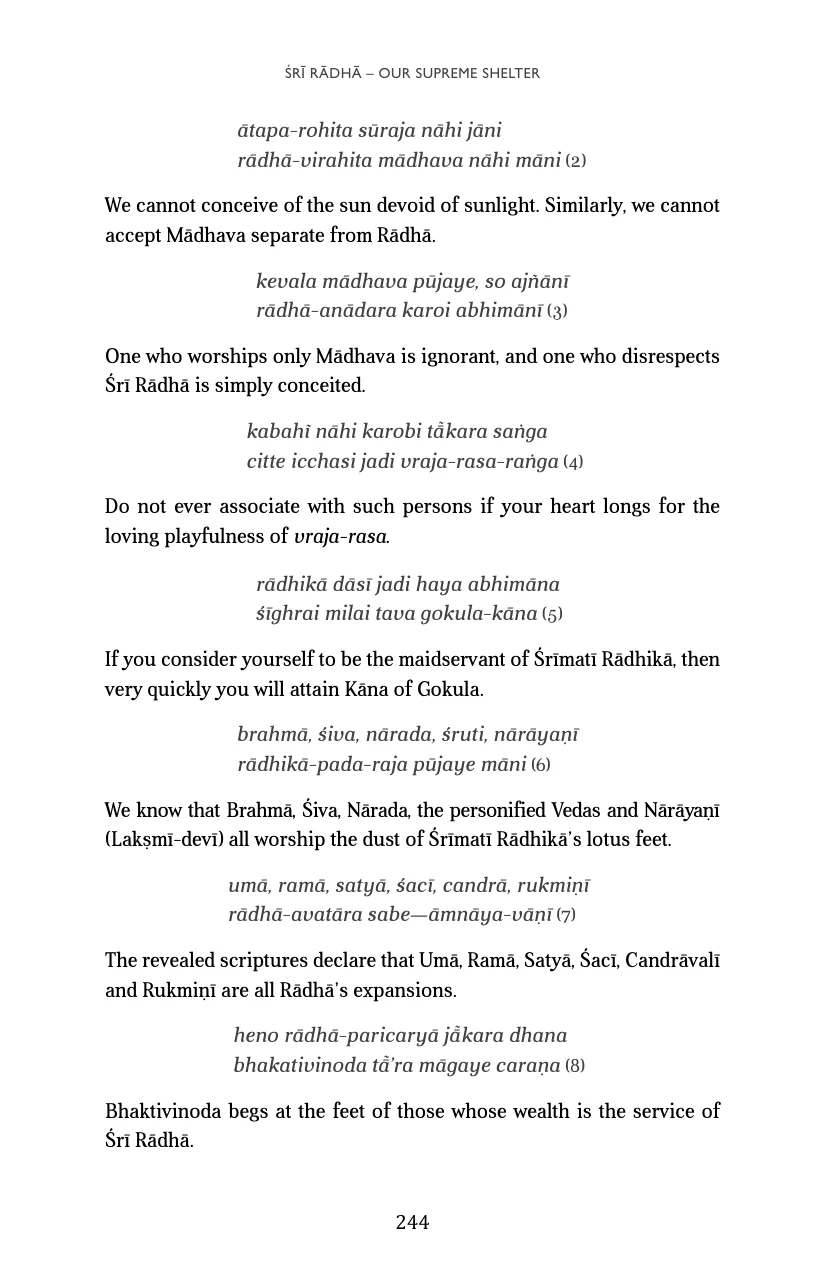 ŚRĪ RĀDHĀ – OUR SUPREME SHELTER
ātapa-rohita sūraja nāhi jāni
rādhā-virahita mādhava nāhi māni (2)
We cannot conceive of the sun devoid of sunlight. Similarly, we cannot
accept Mādhava separate from Rādhā.
kevala mādhava pūjaye, so ajñānī
rādhā-anādara karoi abhimānī (3)
One who worships only Mādhava is ignorant, and one who disrespects
Śrī Rādhā is simply conceited.
kabahĩ nāhi karobi tā̃kara saṅga
citte icchasi jadi vraja-rasa-raṅga (4)
Do not ever associate with such persons if your heart longs for the
loving playfulness of vraja-rasa.
rādhikā dāsī jadi haya abhimāna
śīghrai milai tava gokula-kāna (5)
If you consider yourself to be the maidservant of Śrīmatī Rādhikā, then
very quickly you will attain Kāna of Gokula.
brahmā, śiva, nārada, śruti, nārāyaṇī
rādhikā-pada-raja pūjaye māni (6)
We know that Brahmā, Śiva, Nārada, the personified Vedas and Nārāyaṇī
(Lakṣmī-devī) all worship the dust of Śrīmatī Rādhikā’s lotus feet.
umā, ramā, satyā, śacī, candrā, rukmiṇī
rādhā-avatāra sabe—āmnāya-vāṇī (7)
The revealed scriptures declare that Umā, Ramā, Satyā, Śacī, Candrāvalī
and Rukmiṇī are all Rādhā’s expansions.
heno rādhā-paricaryā jā̃kara dhana
bhakativinoda tā̃’ra māgaye caraṇa (8)
Bhaktivinoda begs at the feet of those whose wealth is the service of
Śrī Rādhā.
244